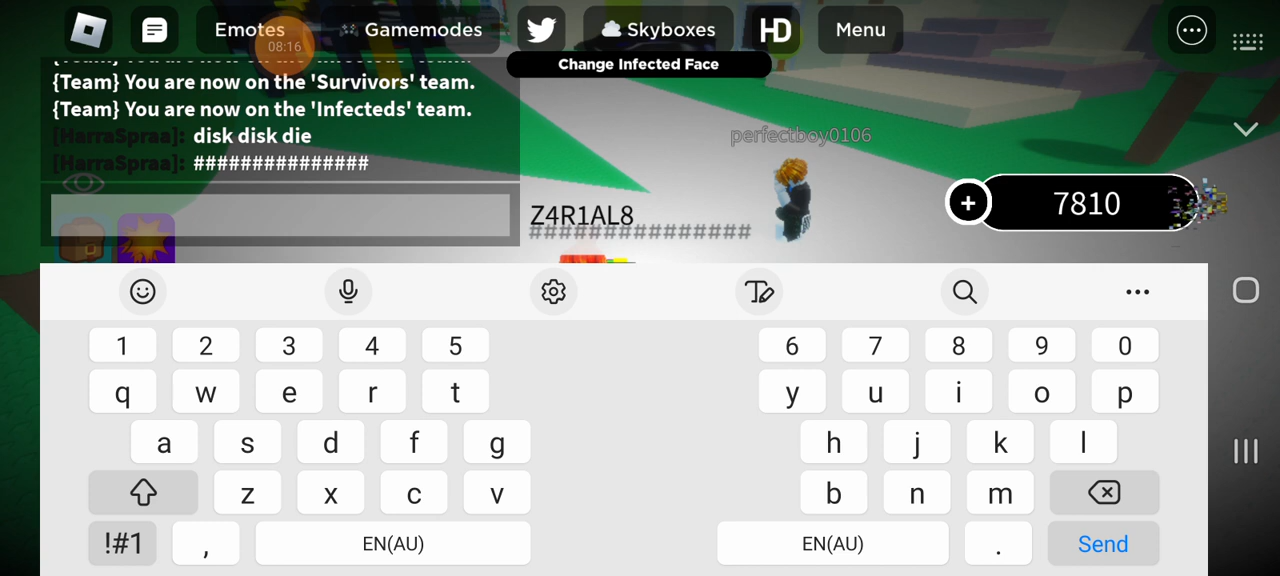 Emotes
Gamemodes
Skyboxes
HD
Menu
08:16
Change Infected Face
{Team} You are now on the 'Survivors' team.
{Team} You are now on the 'Infecteds' team.
[HarraSpraa]: disk disk die
[HarraSpraa]: ###############
perfectboy0106
+ 7810
Z4R1AL8
###############
1 2 3 4 5 6 7 8 9 0
q w e r t y u i o p
a s d f g h j k l
z x c v b n m
!#1 , EN(AU) EN(AU) . Send